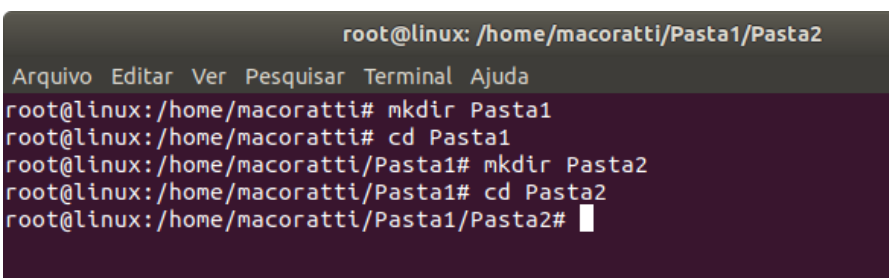 root@linux: /home/macoratti/Pasta1/Pasta2
Arquivo Editar Ver Pesquisar Terminal Ajuda
root@linux:/home/macoratti# mkdir Pasta1
root@linux:/home/macoratti# cd Pasta1
root@linux:/home/macoratti/Pasta1# mkdir Pasta2
root@linux:/home/macoratti/Pasta1# cd Pasta2
root@linux:/home/macoratti/Pasta1/Pasta2#